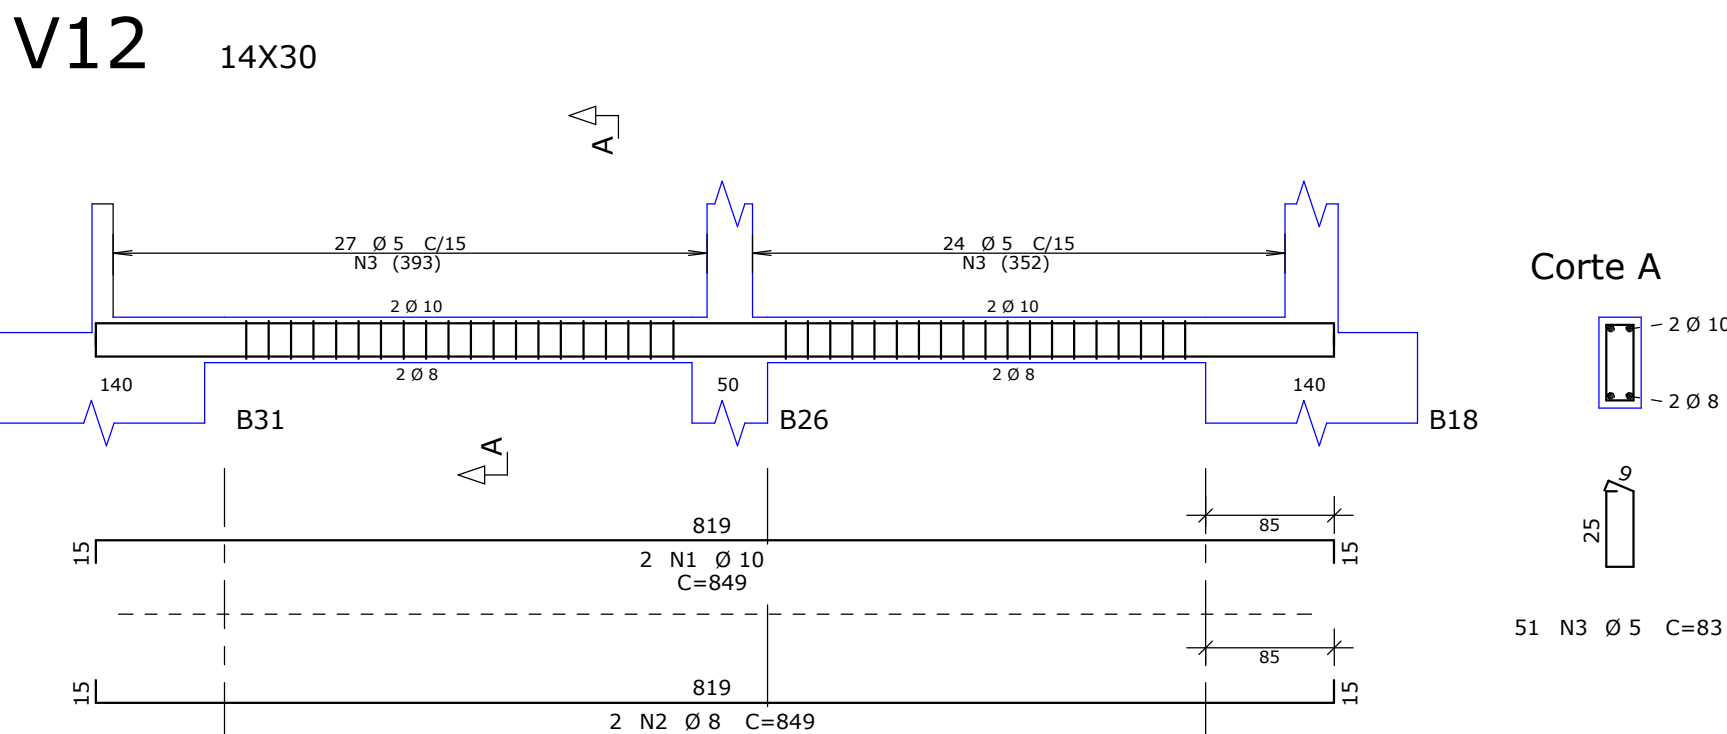 V12 14X30
A
27 Ø 5 C/15
N3 (393)
24 Ø 5 C/15
N3 (352)
2 Ø 10
2 Ø 10
2 Ø 8
2 Ø 8
140
50
140
B31
B26
B18
A
819
85
15
15
2 N1 Ø 10
C=849
85
819
15
15
2 N2 Ø 8 C=849
Corte A
2 Ø 10
2 Ø 8
9
25
51 N3 Ø 5 C=83